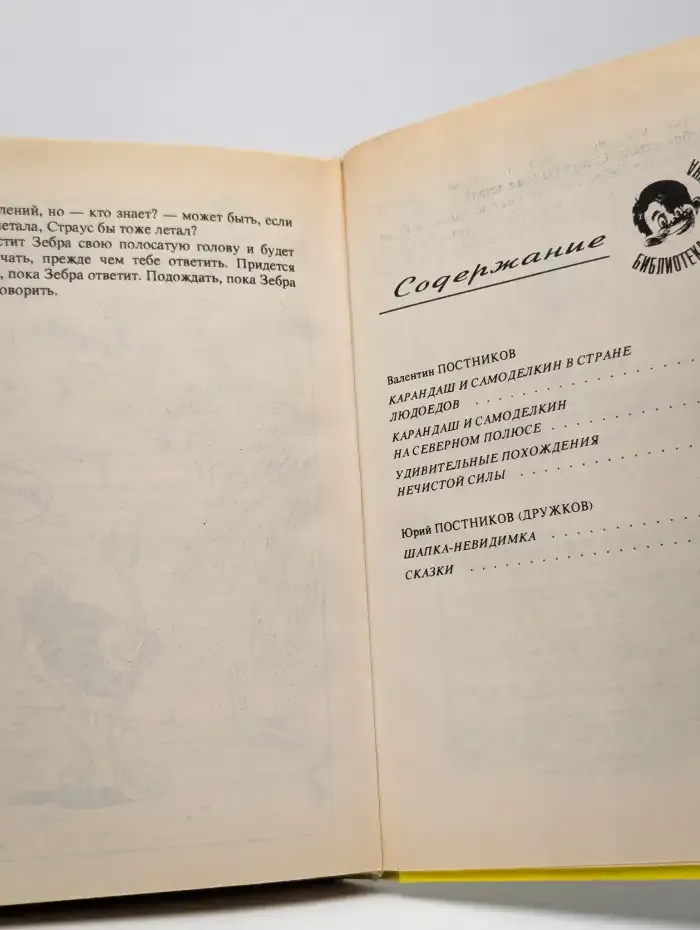 лений, но — кто знает? — может быть, если
летала, Страус бы тоже летал?
стит Зебра свою полосатую голову и будет
чать, прежде чем тебе ответить. Придется
, пока Зебра ответит. Подождать, пока Зебра
оворить.
БИБЛИОТЕКА
Содержание
Валентин ПОСТНИКОВ
КАРАНДАШ И САМОДЕЛКИН В СТРАНЕ
ЛЮДОЕДОВ . . . . . . . . . . . . .
КАРАНДАШ И САМОДЕЛКИН
НА СЕВЕРНОМ ПОЛЮСЕ . . . . . . . . .
УДИВИТЕЛЬНЫЕ ПОХОЖДЕНИЯ
НЕЧИСТОЙ СИЛЫ . . . . . . . . . . .
Юрий ПОСТНИКОВ (ДРУЖКОВ)
ШАПКА-НЕВИДИМКА . . . . . . . . . .
СКАЗКИ . . . . . . . . . . . . . .